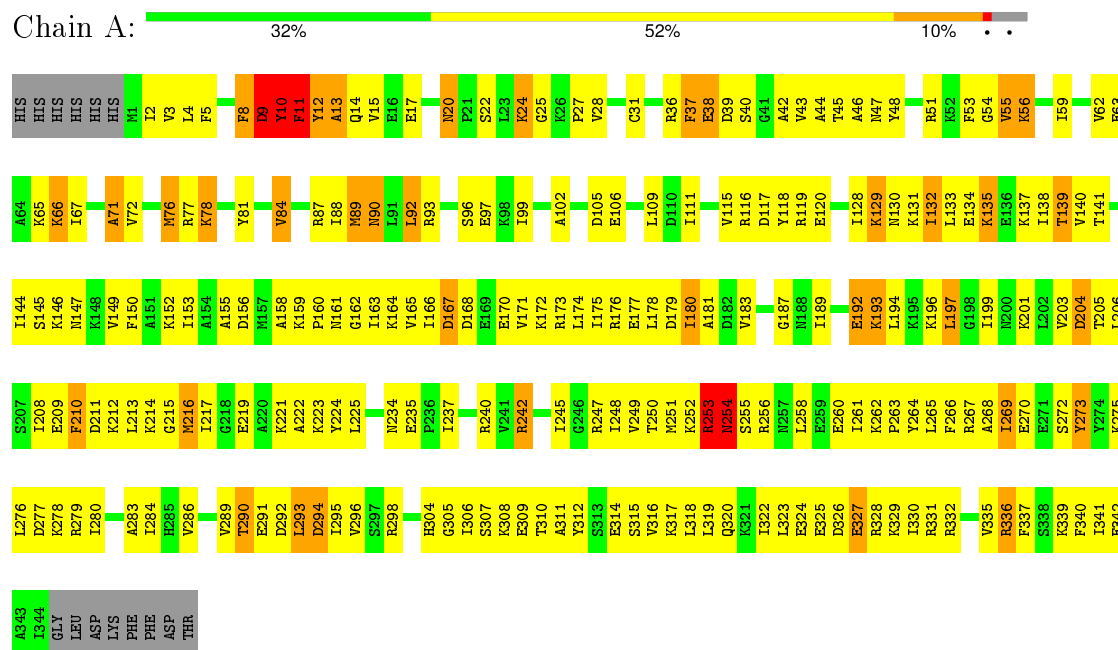 Chain A:
32% 52% 10% • •
HIS HIS HIS HIS HIS HIS M1 I2 V3 L4 F5 F8 D9 Y10 F11 Y12 A13 Q14 V15 E16 E17 N20 P21 S22 L23 K24 G25 K26 P27 V28 C31 R36 F37 E38 D39 S40 G41 A42 V43 A44 T45 A46 N47 Y48 R51 K52 F53 G54 V55 K56 I59 V62
A64 K65 K66 I67 A71 V72 M76 R77 K78 Y81 V84 R87 I88 M89 N90 L91 L92 R93 S96 E97 K98 I99 A102 D105 E106 L109 D110 I111 V115 R116 D117 Y118 R119 E120 I128 K129 N130 K131 I132 L133 E134 K135 E136 K137 I138 T139 V140 T141
I144 S145 K146 N147 K148 V149 F150 A151 K152 I153 A154 A155 D156 M157 A158 K159 P160 N161 G162 I163 K164 V165 I166 D167 D168 E169 E170 V171 K172 R173 L174 I175 R176 E177 L178 D179 I180 A181 D182 V183 G187 N188 I189 E192 K193 L194 K195 K196 L197 G198 I199 N200 K201 L202 V203 D204 T205
S207 I208 E209 F210 D211 K212 L213 K214 G215 M216 I217 G218 E219 A220 K221 A222 K223 Y224 L225 N234 E235 P236 I237 R240 V241 R242 I245 G246 R247 I248 V249 T250 M251 K252 R253 N254 S255 R256 N257 L258 E259 E260 I261 K262 P263 Y264 L265 F266 R267 A268 I269 E270 E271 S272 Y273 Y274
L276 D277 K278 R279 I280 A283 I284 H285 V286 V289 T290 E291 D292 L293 D294 I295 V296 S297 R298 H304 G305 I306 S307 K308 E309 T310 A311 Y312 S313 E314 S315 V316 K317 L318 L319 Q320 K321 I322 L323 E324 E325 D326 E327 R328 K329 I330 R331 R332 V335 R336 F337 S338 K339 F340 I341
A343 I344 GLY LEU ASP LYS PHE PHE ASP THR